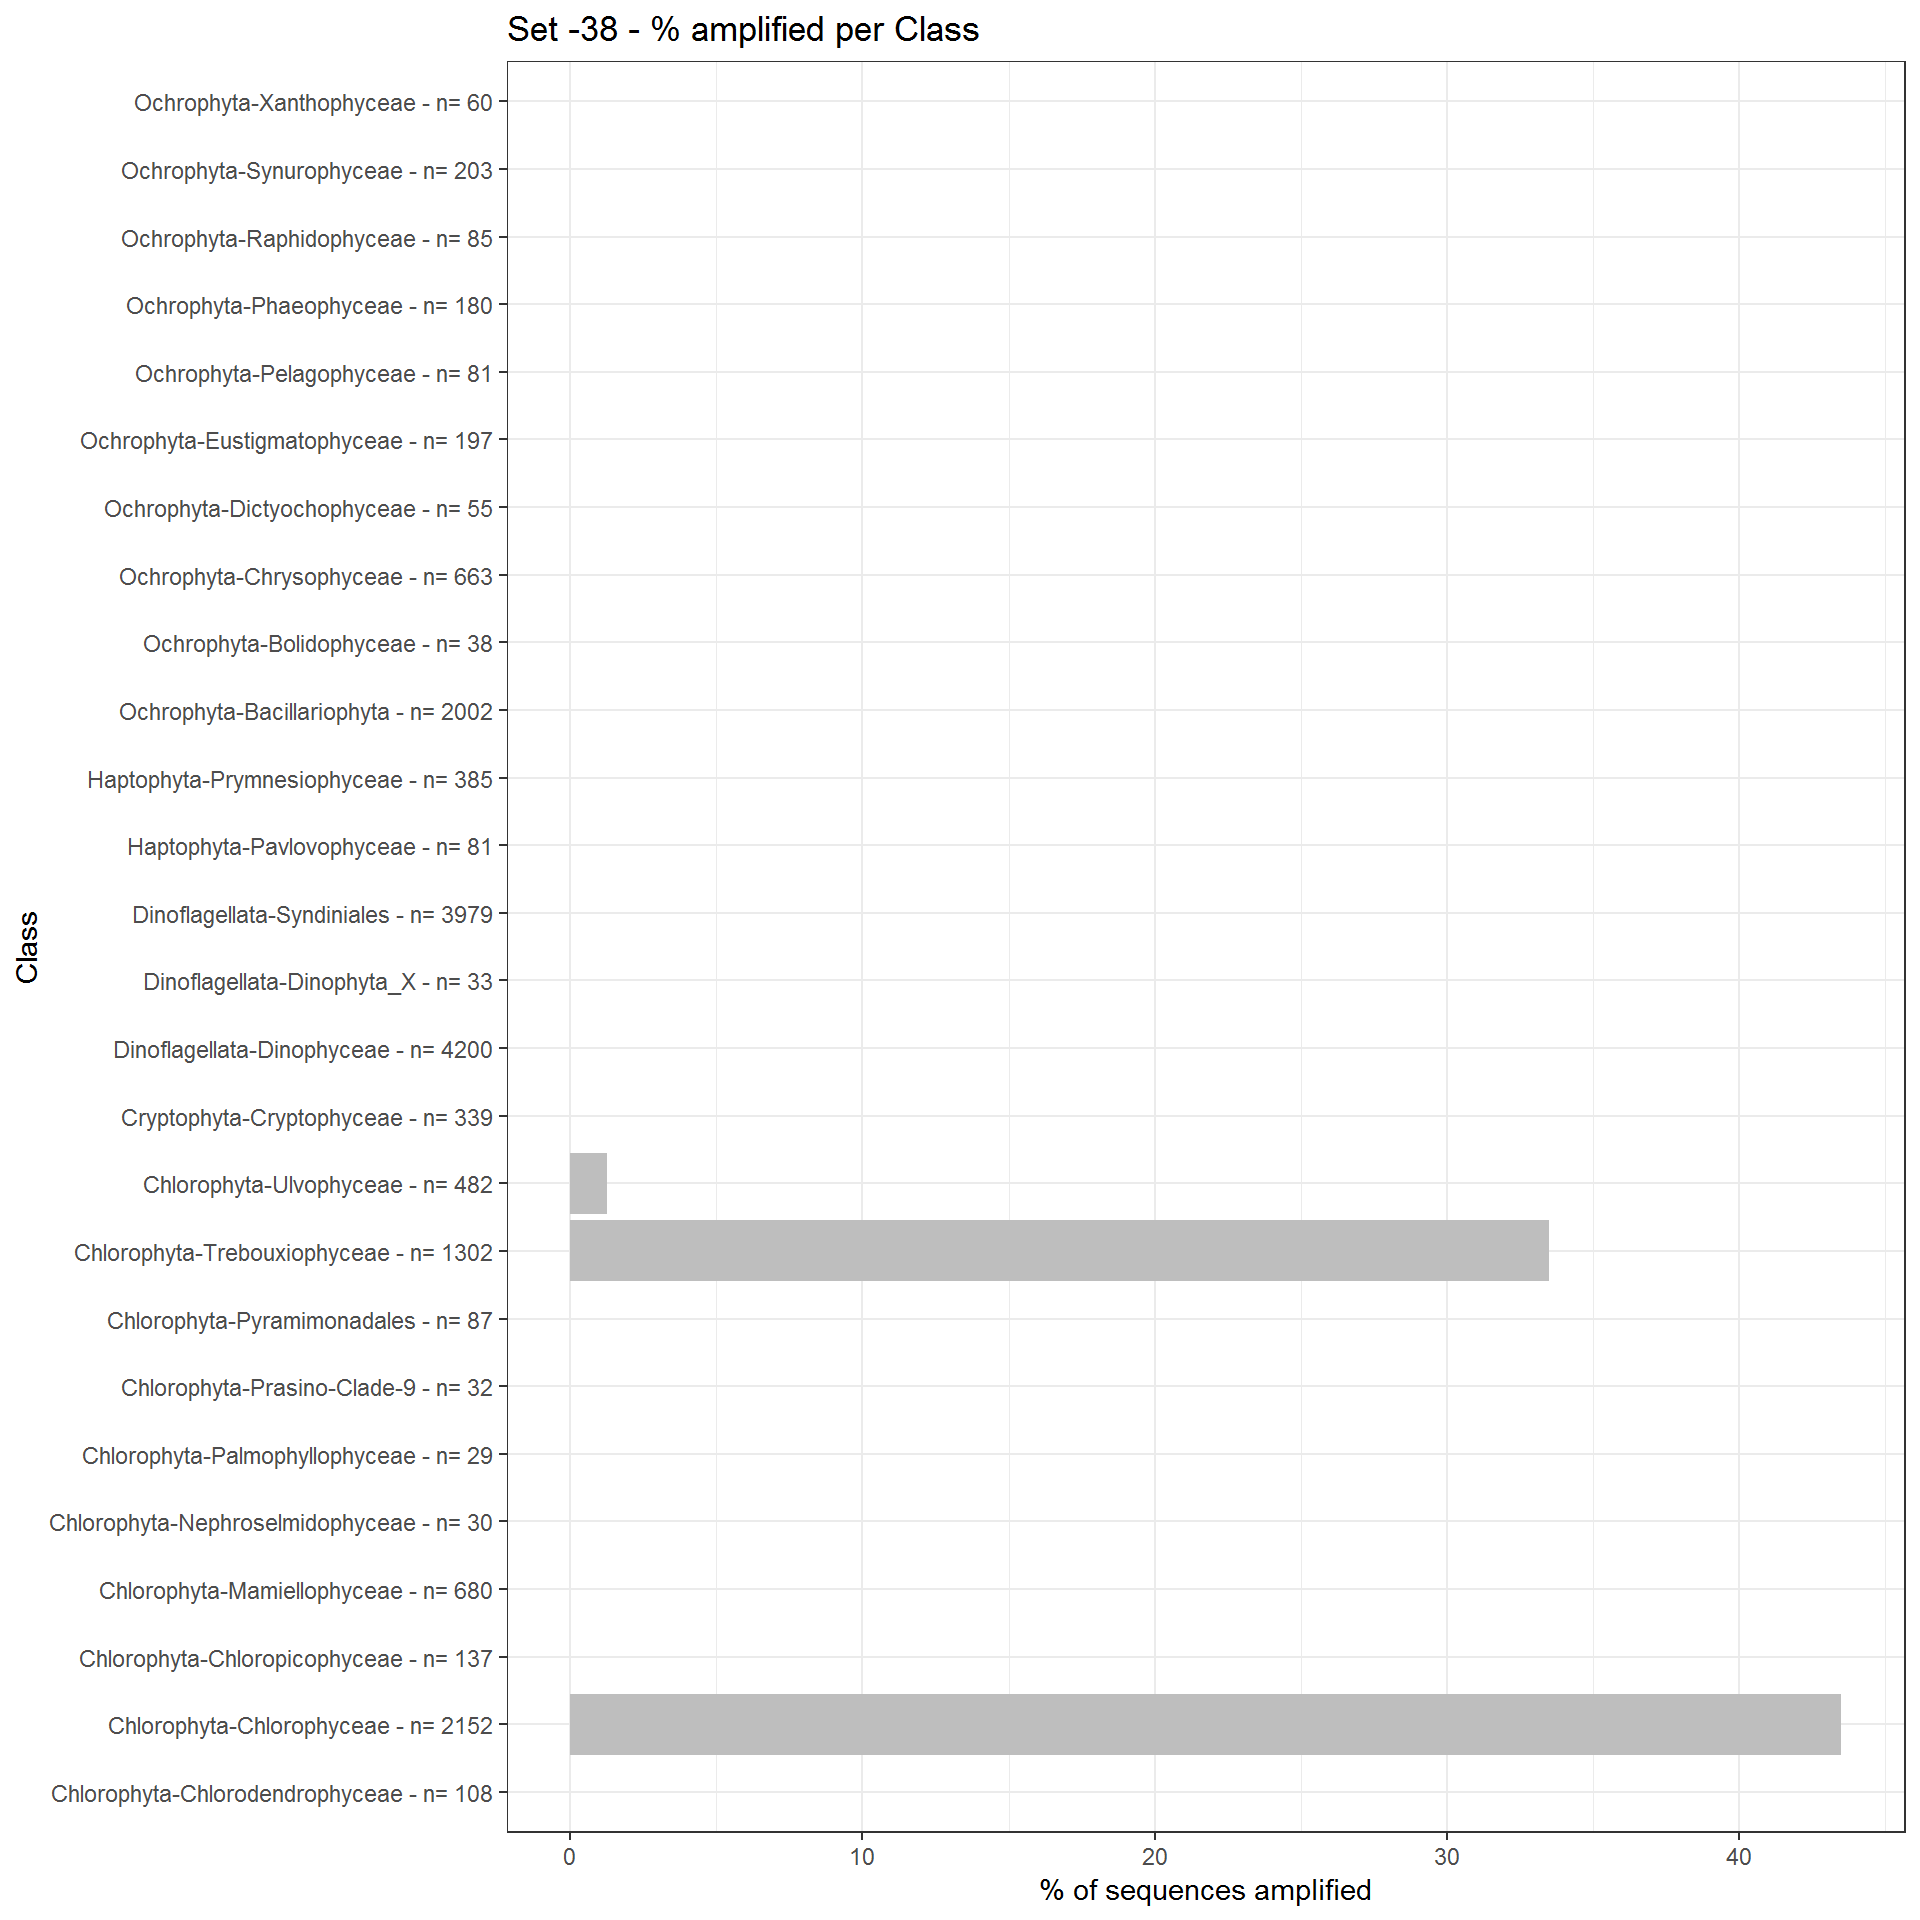 Set -38 - % amplified per Class
Ochrophyta-Xanthophyceae - n= 60
Ochrophyta-Synurophyceae - n= 203
Ochrophyta-Raphidophyceae - n= 85
Ochrophyta-Phaeophyceae - n= 180
Ochrophyta-Pelagophyceae - n= 81
Ochrophyta-Eustigmatophyceae - n= 197
Ochrophyta-Dictyochophyceae - n= 55
Ochrophyta-Chrysophyceae - n= 663
Ochrophyta-Bolidophyceae - n= 38
Ochrophyta-Bacillariophyta - n= 2002
Haptophyta-Prymnesiophyceae - n= 385
Haptophyta-Pavlovophyceae - n= 81
Dinoflagellata-Syndiniales - n= 3979
Dinoflagellata-Dinophyta_X - n= 33
Dinoflagellata-Dinophyceae - n= 4200
Cryptophyta-Cryptophyceae - n= 339
Chlorophyta-Ulvophyceae - n= 482
Chlorophyta-Trebouxiophyceae - n= 1302
Chlorophyta-Pyramimonadales - n= 87
Chlorophyta-Prasino-Clade-9 - n= 32
Chlorophyta-Palmophyllophyceae - n= 29
Chlorophyta-Nephroselmidophyceae - n= 30
Chlorophyta-Mamiellophyceae - n= 680
Chlorophyta-Chloropicophyceae - n= 137
Chlorophyta-Chlorophyceae - n= 2152
Chlorophyta-Chlorodendrophyceae - n= 108
Class
0 10 20 30 40
% of sequences amplified